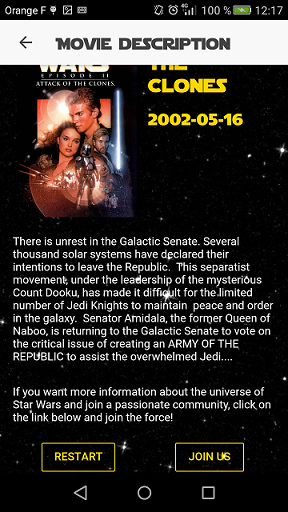 Orange F 100 % 12:17
MOVIE DESCRIPTION
WARS
EPISODE II
ATTACK OF THE CLONES
THE
CLONES
2002-05-16
There is unrest in the Galactic Senate. Several
thousand solar systems have declared their
intentions to leave the Republic. This separatist
movement, under the leadership of the mysterious
Count Dooku, has made it difficult for the limited
number of Jedi Knights to maintain peace and order
in the galaxy. Senator Amidala, the former Queen of
Naboo, is returning to the Galactic Senate to vote on
the critical issue of creating an ARMY OF THE
REPUBLIC to assist the overwhelmed Jedi....
If you want more information about the universe of
Star Wars and join a passionate community, click on
the link below and join the force!
RESTART
JOIN US